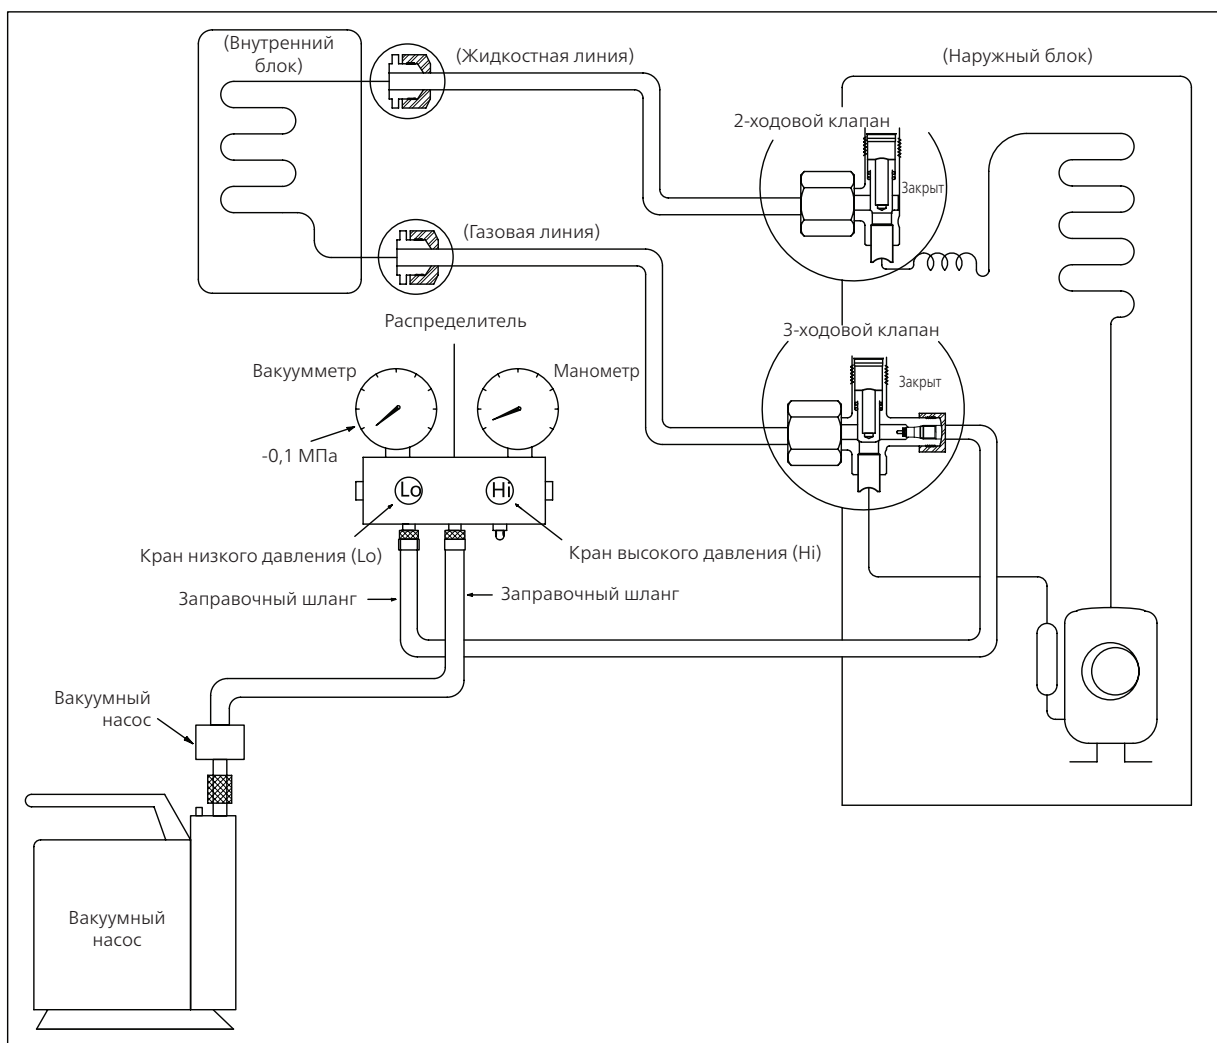 (Внутренний
блок)
(Жидкостная линия)
(Наружный блок)
2-ходовой клапан
Закрыт
(Газовая линия)
Распределитель
3-ходовой клапан
Вакуумметр
Манометр
Закрыт
-0,1 МПа
Lo
Hi
Кран низкого давления (Lo)
Кран высокого давления (Hi)
Заправочный шланг
Заправочный шланг
Вакуумный
насос
Вакуумный
насос